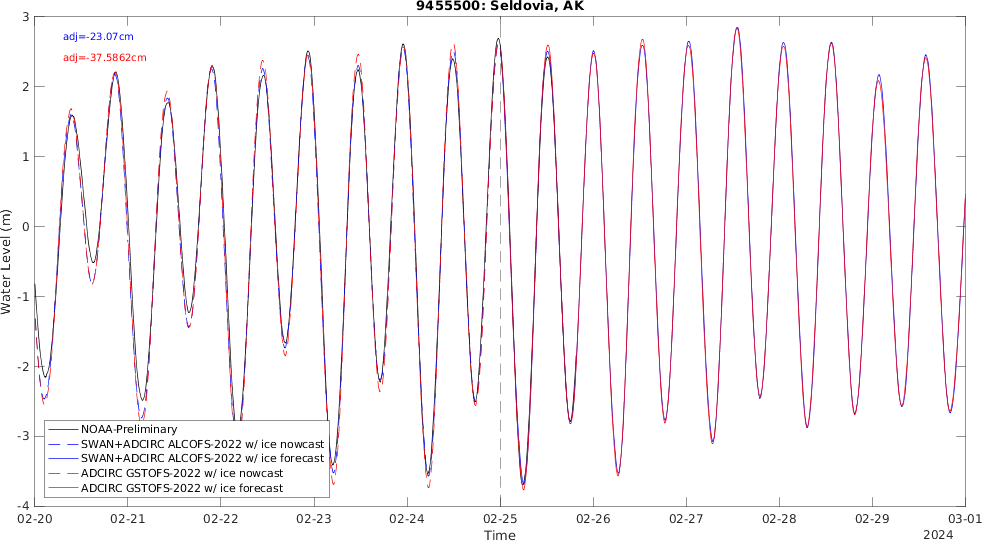 9455500: Seldovia, AK
adj=-23.07cm
adj=-37.5862cm
Water Level (m)
3
2
1
0
-1
-2
-3
-4
NOAA-Preliminary
SWAN+ADCIRC ALCOFS-2022 w/ ice nowcast
SWAN+ADCIRC ALCOFS-2022 w/ ice forecast
ADCIRC GSTOFS-2022 w/ ice nowcast
ADCIRC GSTOFS-2022 w/ ice forecast
02-20 02-21 02-22 02-23 02-24 02-25 02-26 02-27 02-28 02-29 03-01
Time
2024